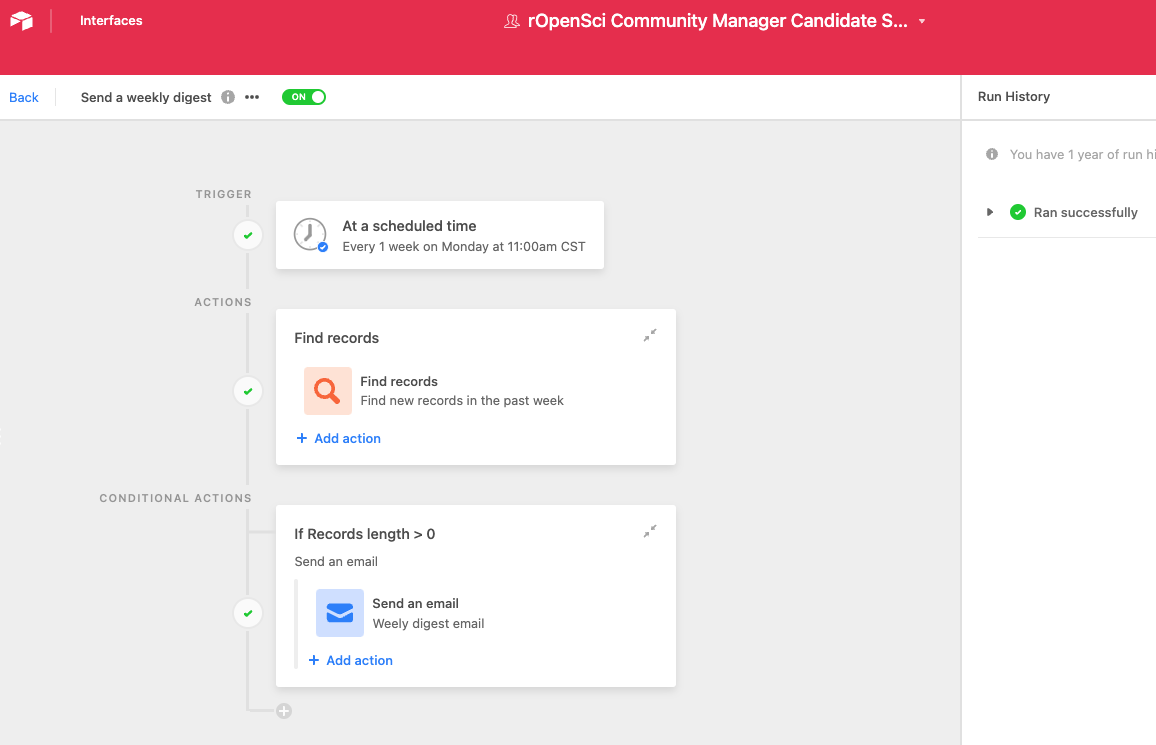 Interfaces
rOpenSci Community Manager Candidate S...
Back
Send a weekly digest
ON
Run History
You have 1 year of run hi
Ran successfully
TRIGGER
At a scheduled time
Every 1 week on Monday at 11:00am CST
ACTIONS
Find records
Find records
Find new records in the past week
+ Add action
CONDITIONAL ACTIONS
If Records length > 0
Send an email
Send an email
Weely digest email
+ Add action